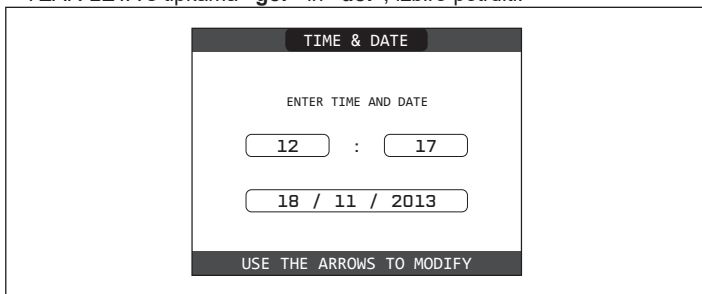 TIME & DATE
ENTER TIME AND DATE
12 : 17
18 / 11 / 2013
USE THE ARROWS TO MODIFY